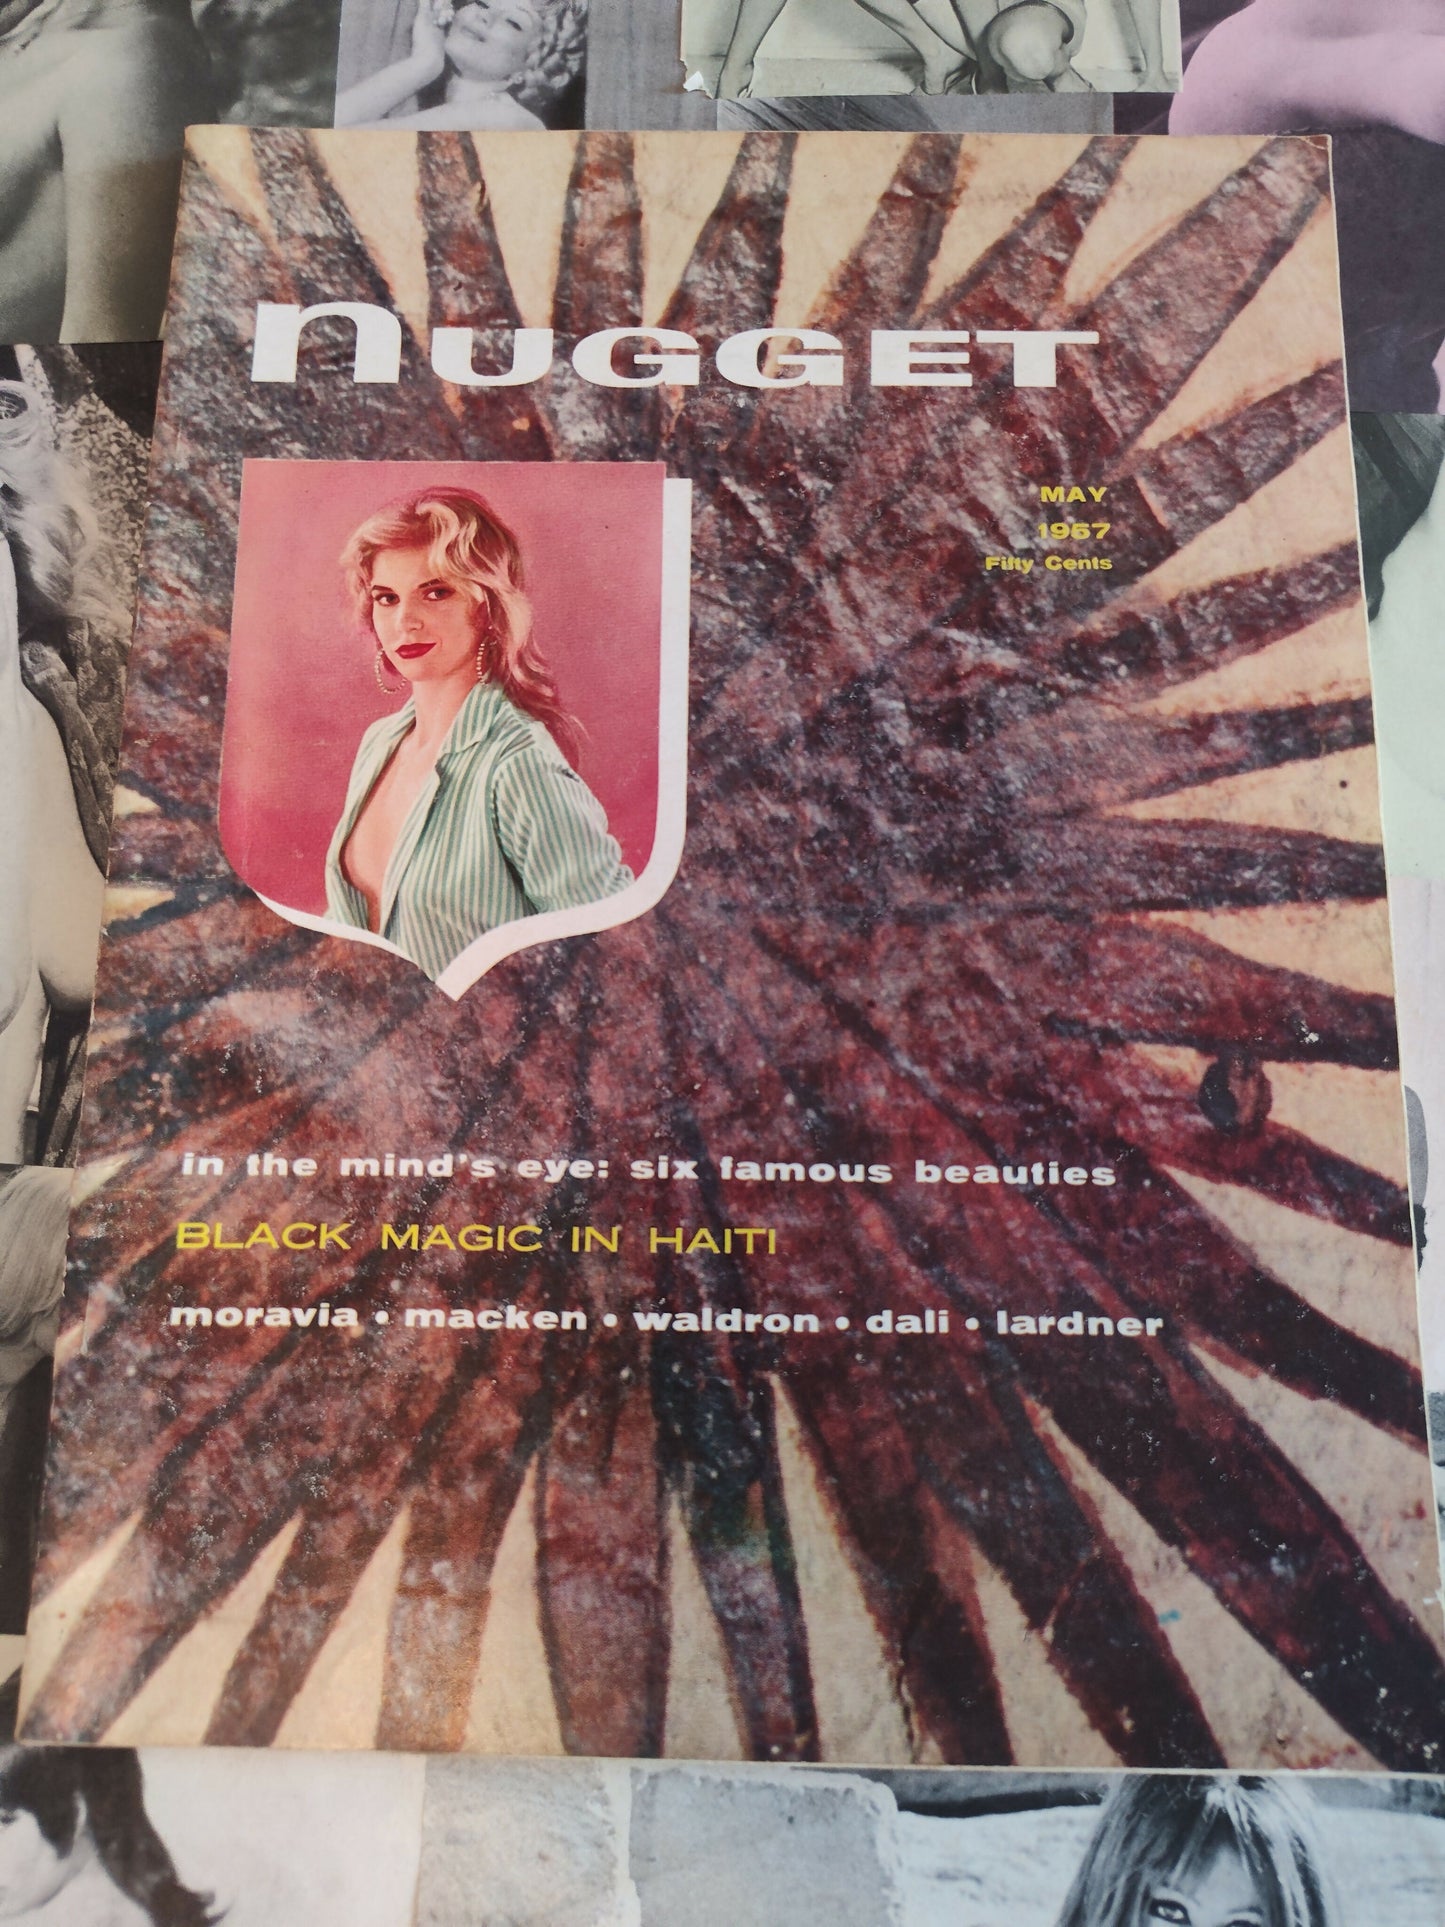 nUGGET
MAY
1957
Fifty Cents
in the mind's eye: six famous beauties
BLACK MAGIC IN HAITI
moravia • macken • waldron • dali • lardner